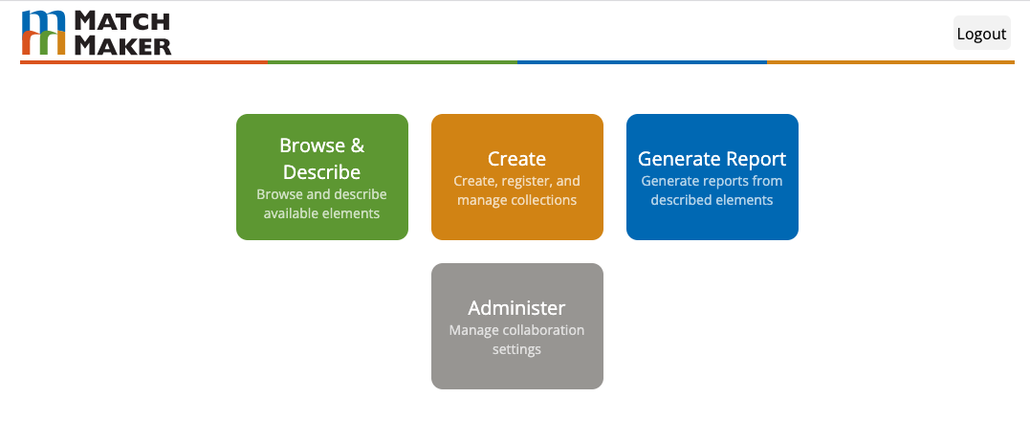 MATCH
MAKER
Logout
Browse &
Describe
Browse and describe
available elements
Create
Create, register, and
manage collections
Generate Report
Generate reports from
described elements
Administer
Manage collaboration
settings